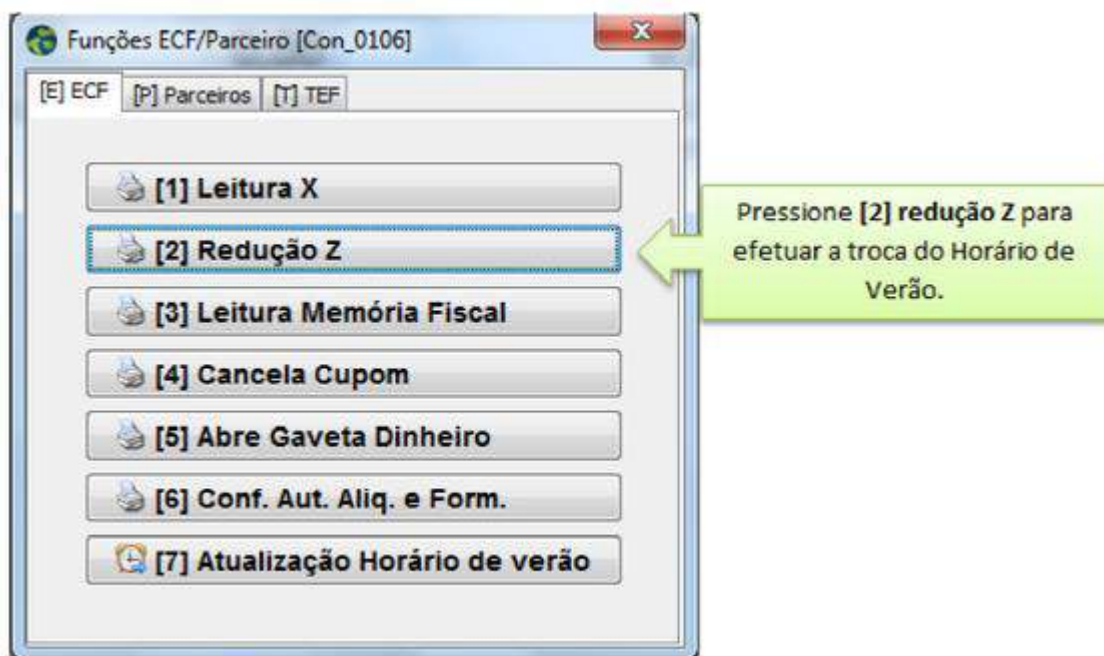 Funções ECF/Parceiro [Con_0106]
[E] ECF [P] Parceiros [T] TEF
[1] Leitura X
[2] Redução Z
[3] Leitura Memória Fiscal
[4] Cancela Cupom
[5] Abre Gaveta Dinheiro
[6] Conf. Aut. Aliq. e Form.
[7] Atualização Horário de verão
Pressione [2] redução Z para
efetuar a troca do Horário de
Verão.